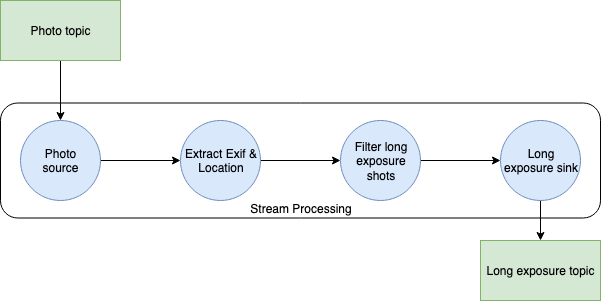 Photo topic
Photo
source
Extract Exif &
Location
Filter long
exposure
shots
Long
exposure sink
Stream Processing
Long exposure topic